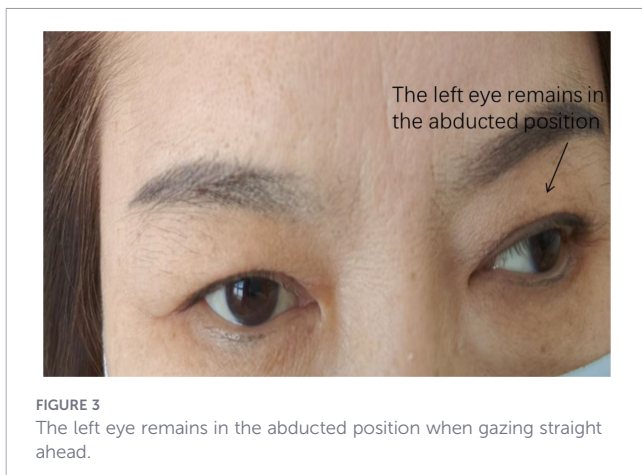 The left eye remains in
the abducted position
FIGURE 3
The left eye remains in the abducted position when gazing straight
ahead.